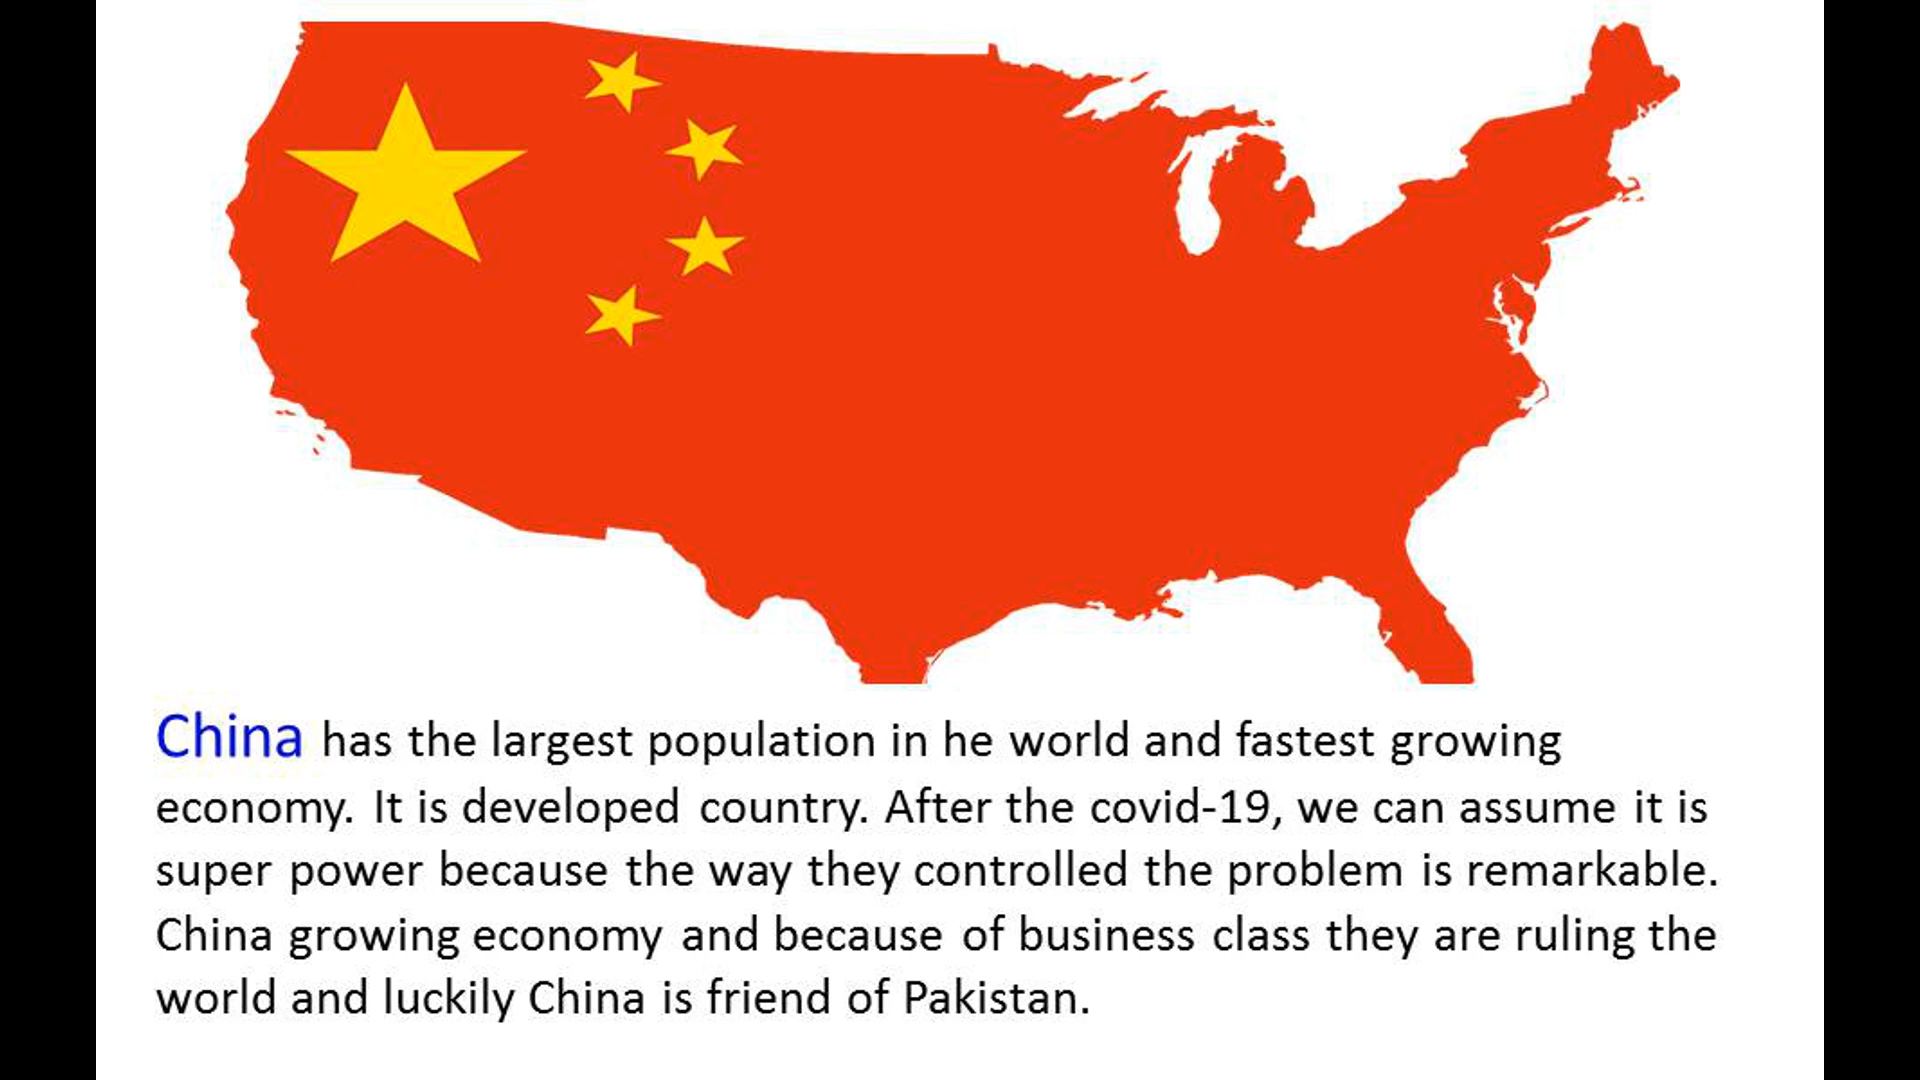 China has the largest population in he world and fastest growing
economy. It is developed country. After the covid-19, we can assume it is
super power because the way they controlled the problem is remarkable.
China growing economy and because of business class they are ruling the
world and luckily China is friend of Pakistan.